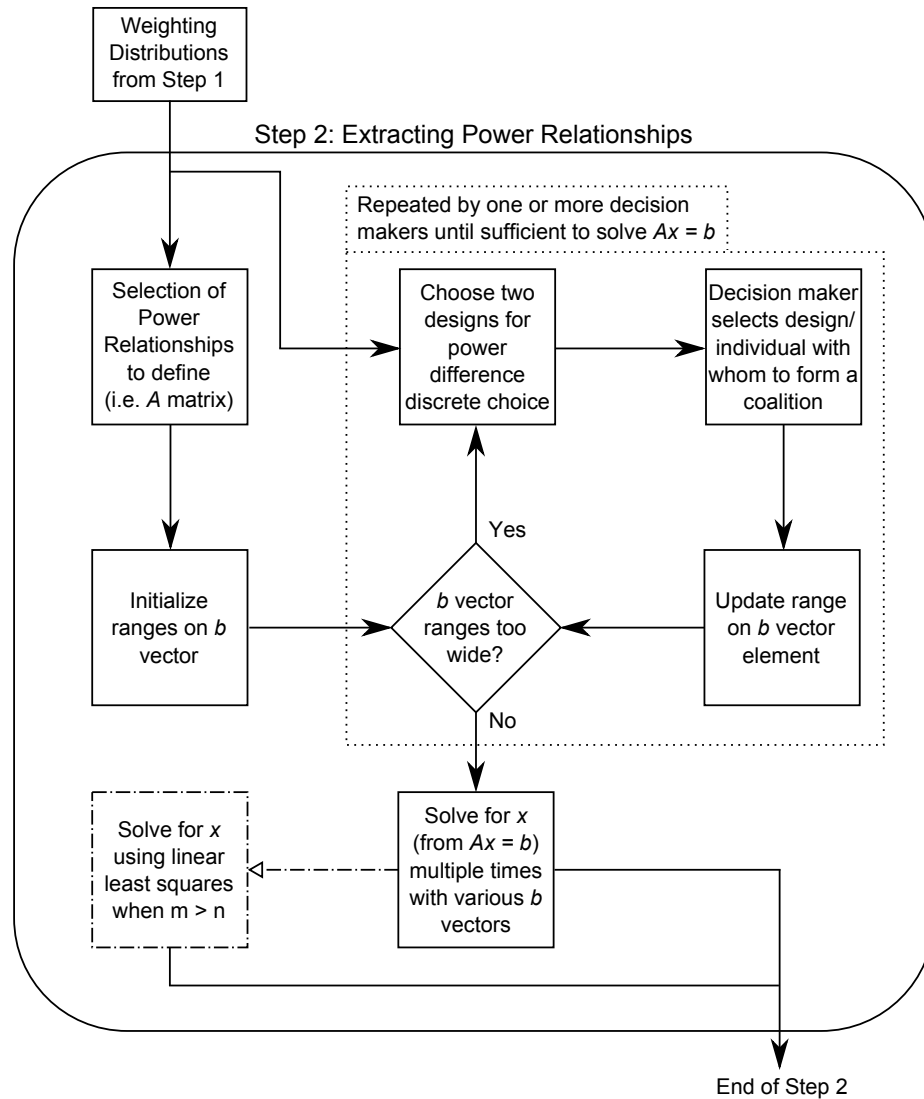 Weighting
Distributions
from Step 1
Step 2: Extracting Power Relationships
Repeated by one or more decision
makers until sufficient to solve Ax = b
Selection of
Power
Relationships
to define
(i.e. A matrix)
Choose two
designs for
power
difference
discrete choice
Decision maker
selects design/
individual with
whom to form a
coalition
Yes
Initialize
ranges on b
vector
b vector
ranges too
wide?
Update range
on b vector
element
No
Solve for x
using linear
least squares
when m > n
Solve for x
(from Ax = b)
multiple times
with various b
vectors
End of Step 2